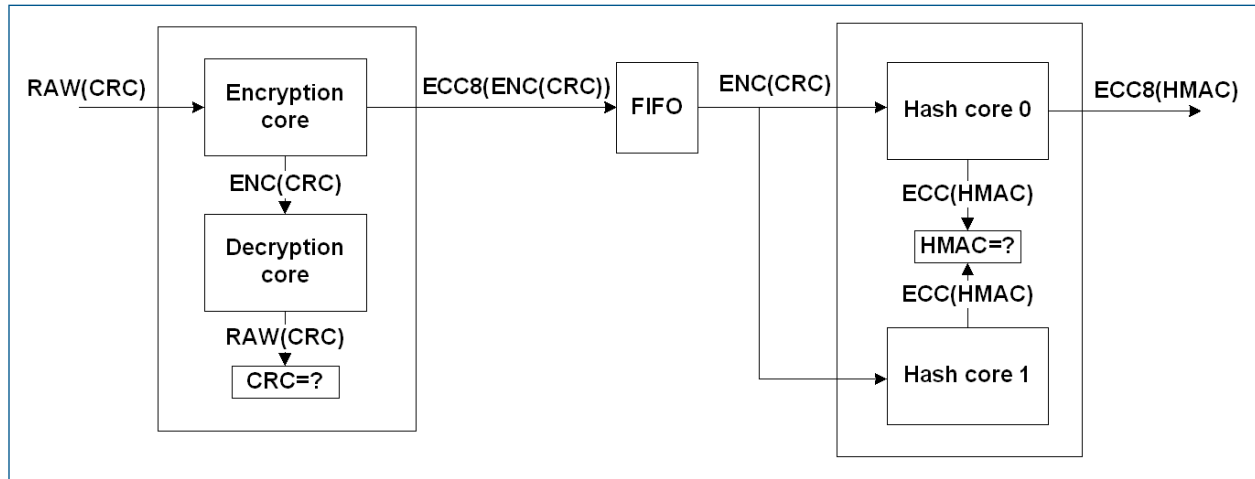 RAW(CRC)
Encryption
core
ENC(CRC)
Decryption
core
RAW(CRC)
CRC=?
ECC8(ENC(CRC))
FIFO
ENC(CRC)
Hash core 0
ECC8(HMAC)
ECC(HMAC)
HMAC=?
ECC(HMAC)
Hash core 1